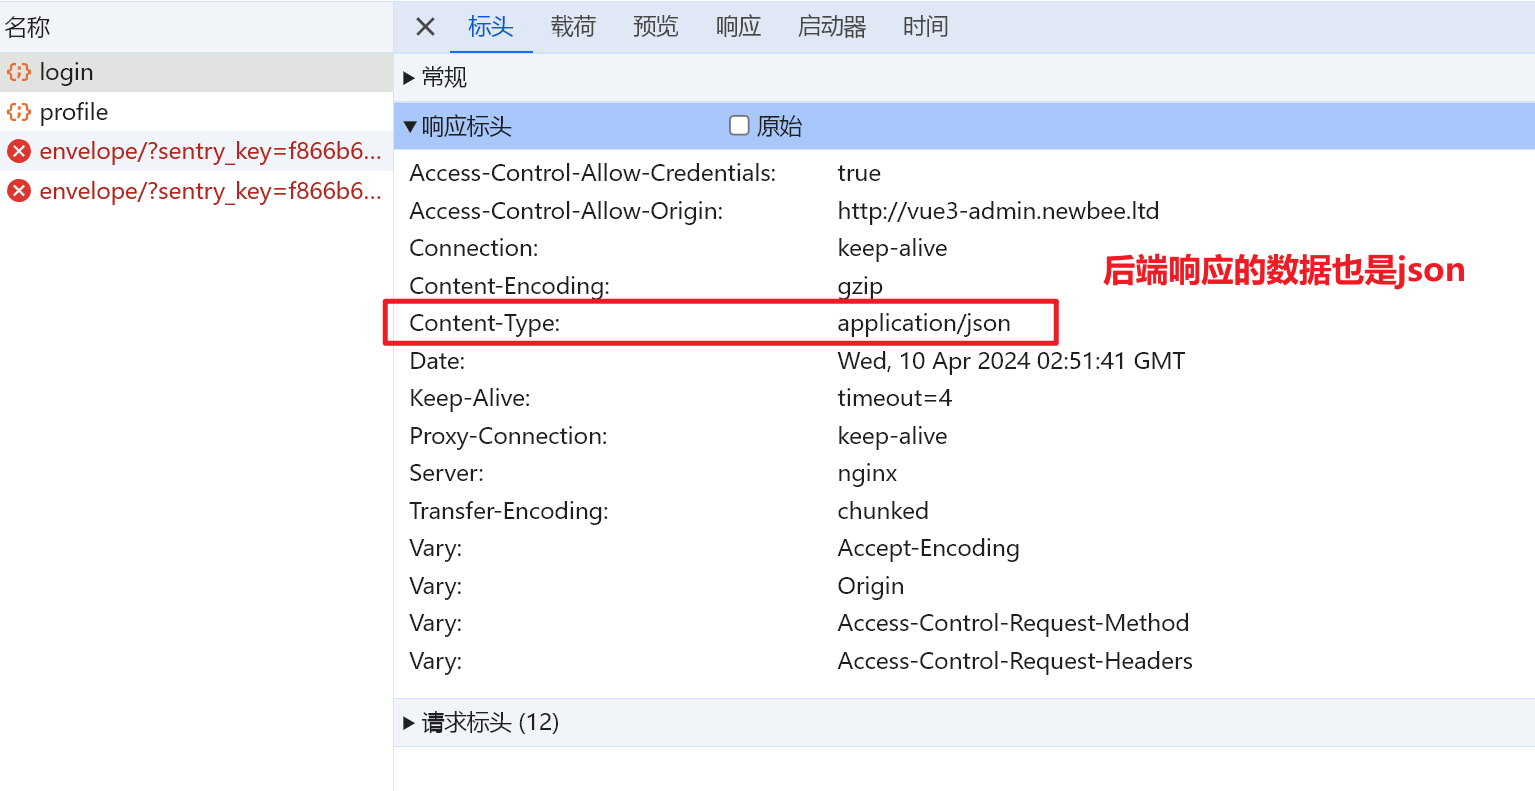 名称
login
profile
envelope/?sentry_key=f866b6...
envelope/?sentry_key=f866b6...
标头 载荷 预览 响应 启动器 时间
常规
响应标头 原始
Access-Control-Allow-Credentials: true
Access-Control-Allow-Origin: http://vue3-admin.newbee.ltd
Connection: keep-alive
后端响应的数据也是json
Content-Encoding: gzip
Content-Type: application/json
Date: Wed, 10 Apr 2024 02:51:41 GMT
Keep-Alive: timeout=4
Proxy-Connection: keep-alive
Server: nginx
Transfer-Encoding: chunked
Vary: Accept-Encoding
Vary: Origin
Vary: Access-Control-Request-Method
Vary: Access-Control-Request-Headers
请求标头 (12)